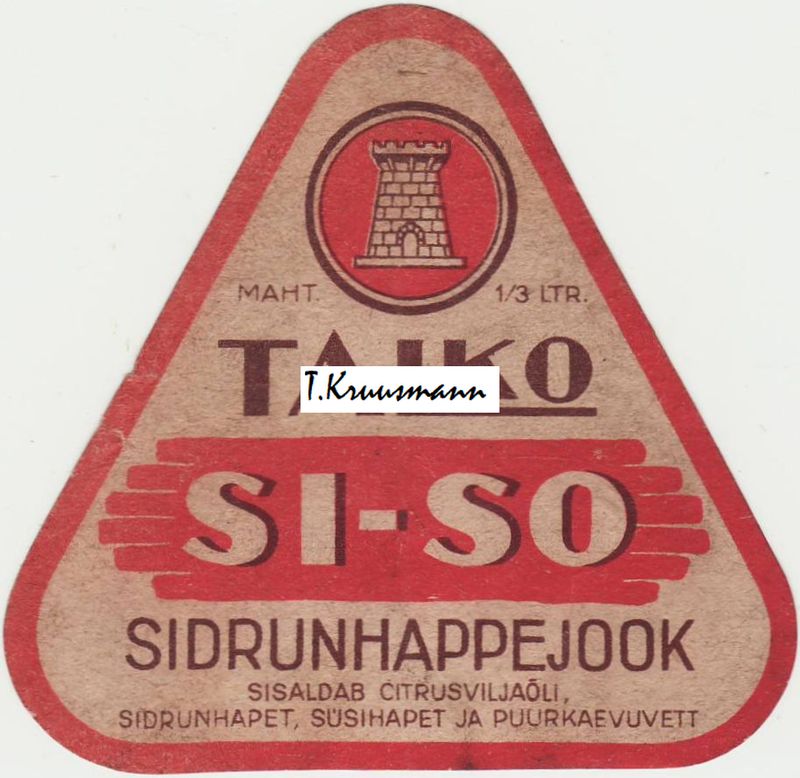 MAHT. 1/3 LTR.
TAIKO
T.Kruusmann
SI-SO
SIDRUNHAPPEJOOK
SISALDAB CITRUSVILJAÕLI,
SIDRUNHAPET, SÜSIHAPET JA PUURKAEVUVETT